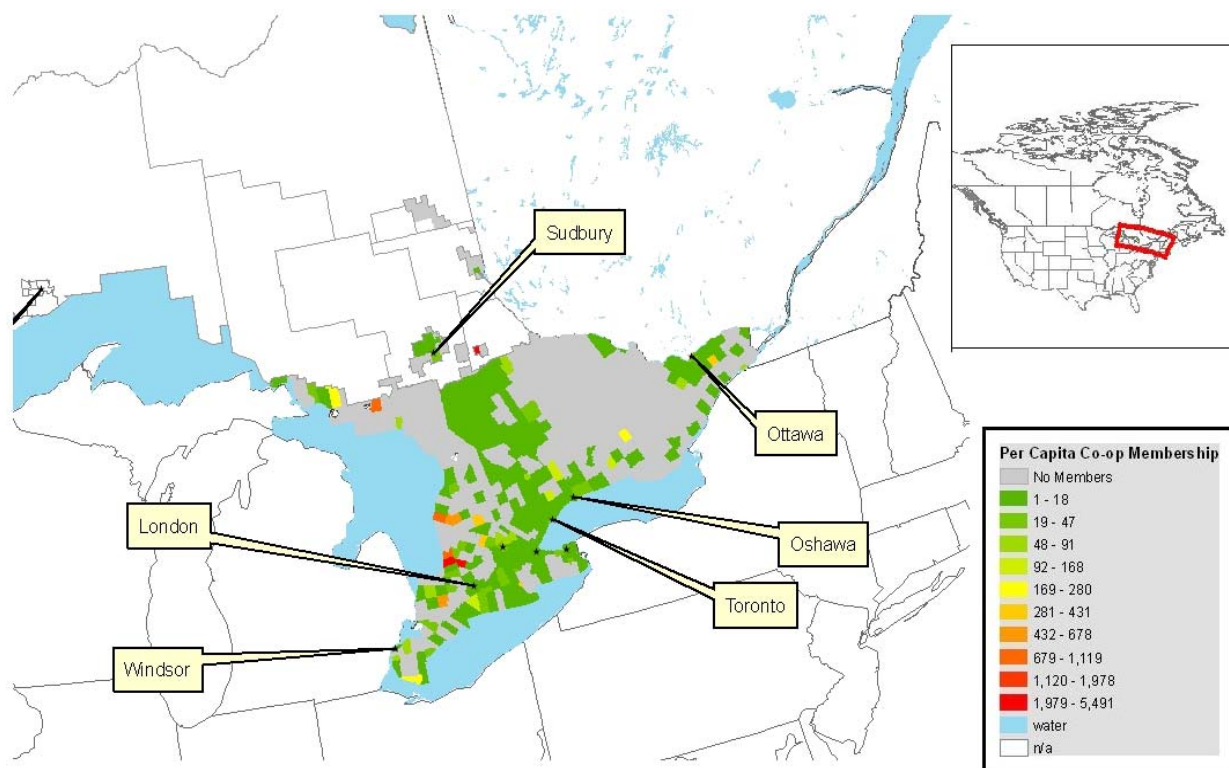 Sudbury
Ottawa
London
Oshawa
Toronto
Windsor
Per Capita Co-op Membership
No Members
1 - 18
19 - 47
48 - 91
92 - 168
169 - 280
281 - 431
432 - 678
679 - 1,119
1,120 - 1,978
1,979 - 5,491
water
n/a